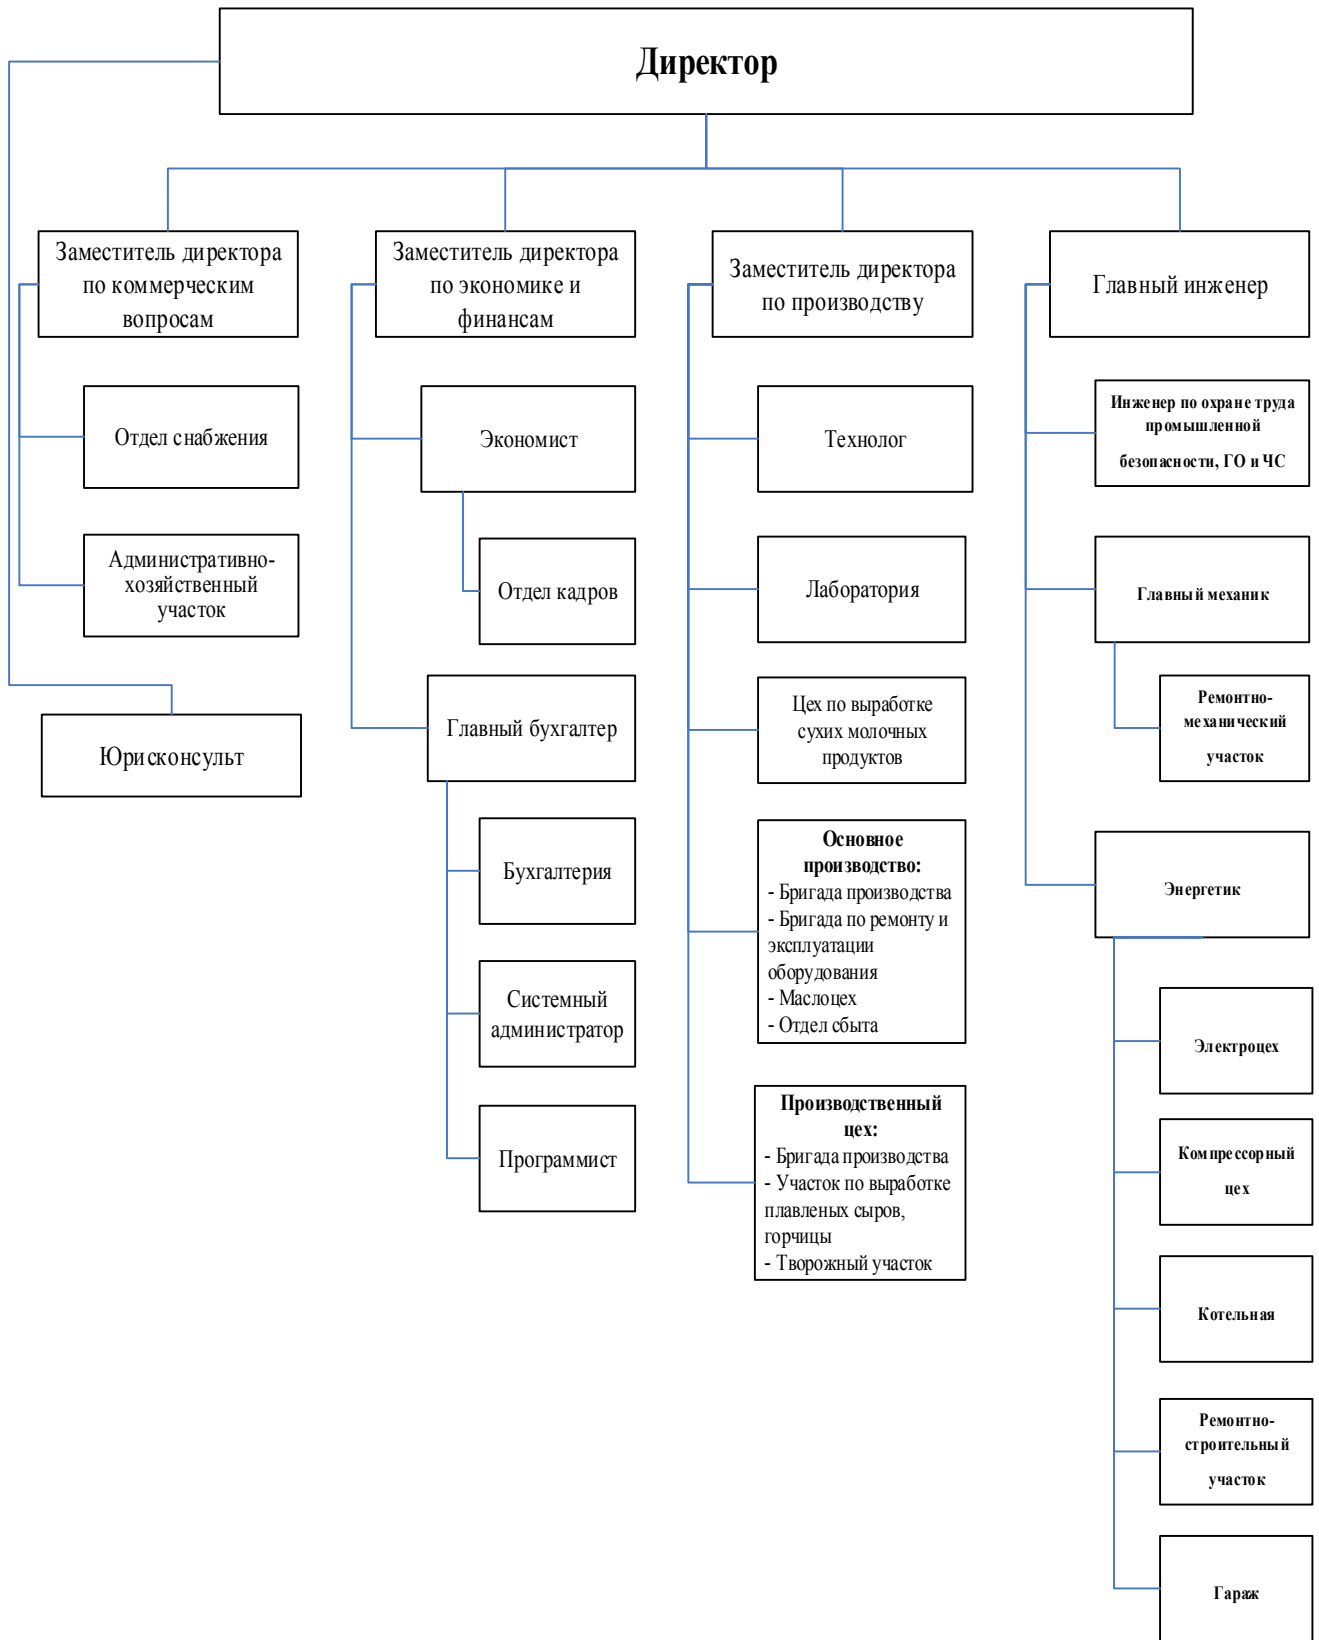 Директор
Заместитель директора
по коммерческим
вопросам
Отдел снабжения
Административно-
хозяйственный
участок
Юрисконсульт
Заместитель директора
по экономике и
финансам
Экономист
Отдел кадров
Главный бухгалтер
Бухгалтерия
Системный
администратор
Программист
Заместитель директора
по производству
Технолог
Лаборатория
Цех по выработке
сухих молочных
продуктов
Основное
производство:
- Бригада производства
- Бригада по ремонту и
эксплуатации
оборудования
- Маслоцех
- Отдел сбыта
Производственный
цех:
- Бригада производства
- Участок по выработке
плавленых сыров,
горчицы
- Творожный участок
Главный инженер
Инженер по охране труда
промышленной
безопасности, ГО и ЧС
Главный механик
Ремонтно-
механический
участок
Энергетик
Электроцех
Компрессорный
цех
Котельная
Ремонтно-
строительный
участок
Гараж